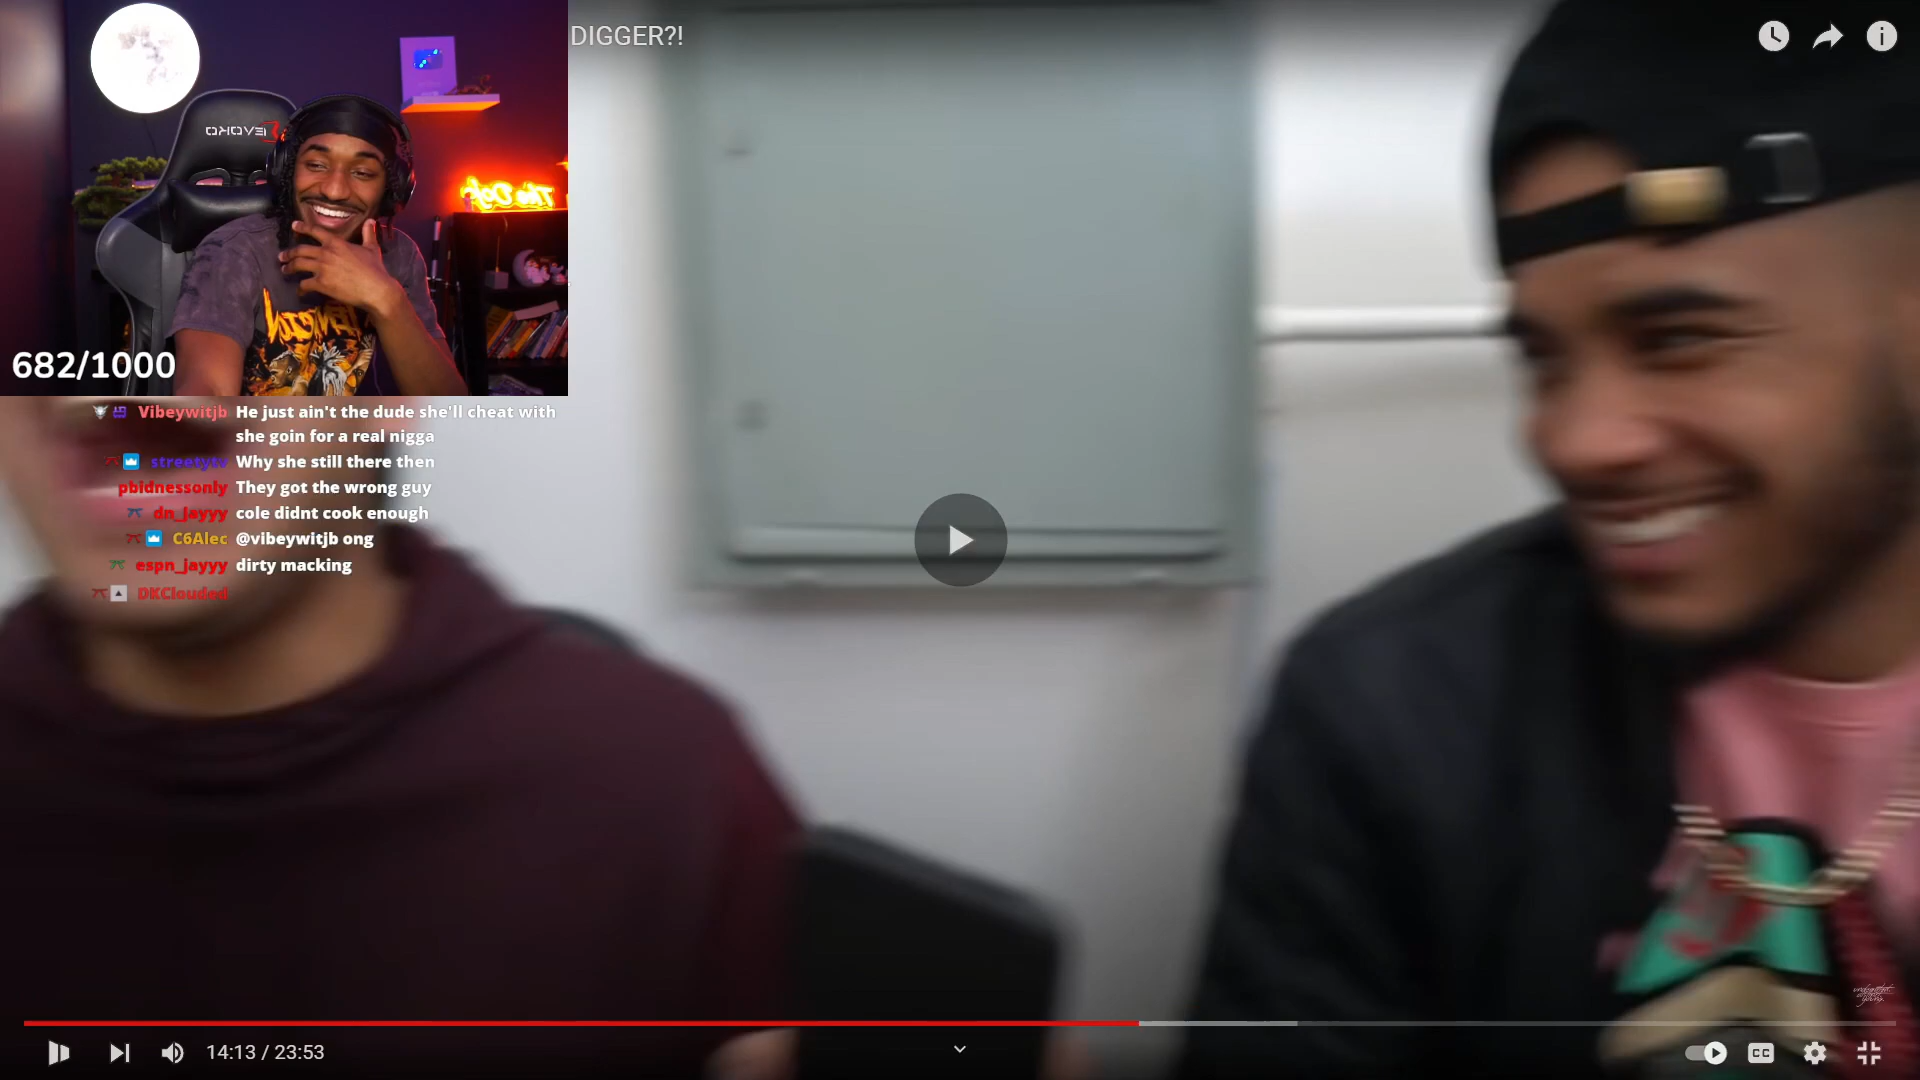 DIGGER?!
682/1000
Vibeywitjb He just ain't the dude she'll cheat with
she goin for a real nigga
streetytv Why she still there then
pbidnessonly They got the wrong guy
dn_jayyy cole didnt cook enough
C6Alec @vibeywitjb ong
espn_jayyy dirty macking
DKClouded
14:13 / 23:53
CC